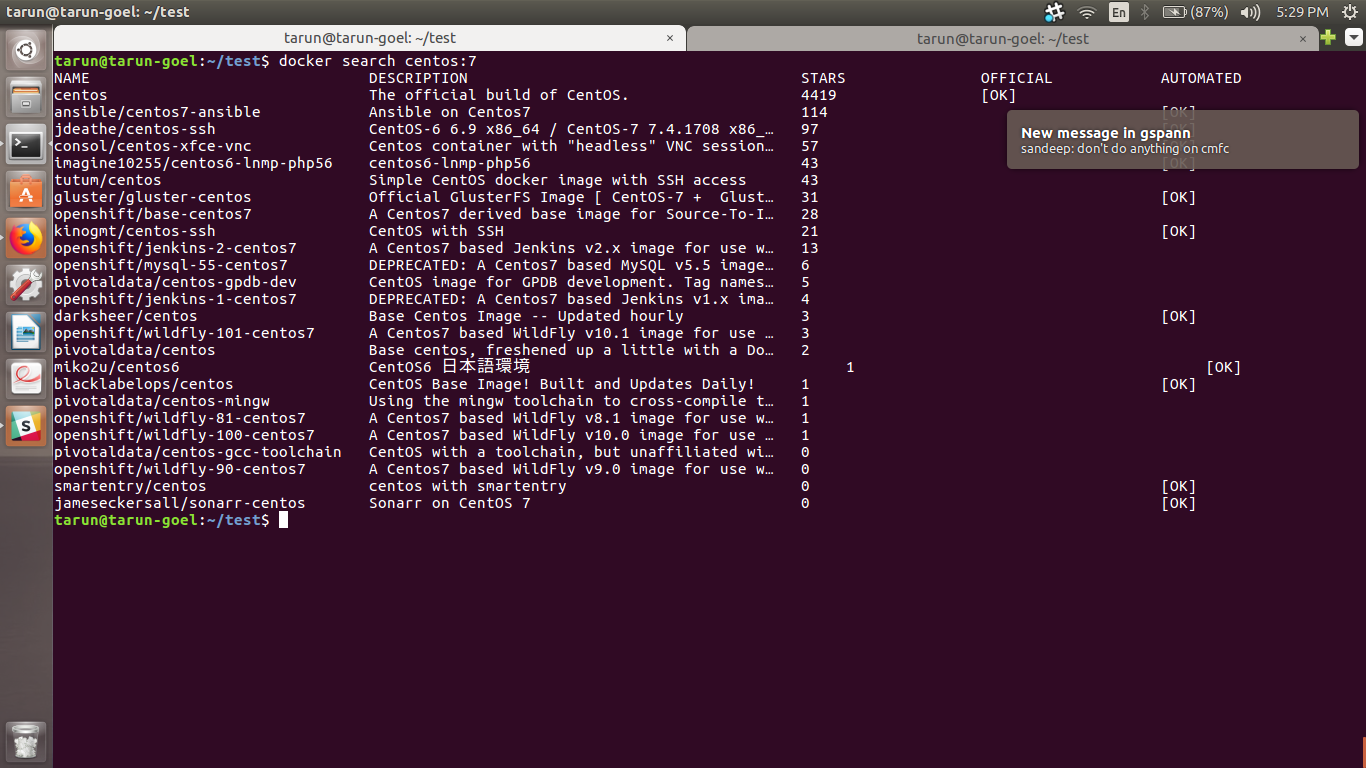 tarun@tarun-goel: ~/test En (87%) 5:29 PM
tarun@tarun-goel: ~/test × tarun@tarun-goel: ~/test ×
tarun@tarun-goel:~/test$ docker search centos:7
NAME DESCRIPTION STARS OFFICIAL AUTOMATED
centos The official build of CentOS. 4419 [OK]
ansible/centos7-ansible Ansible on Centos7 114 [OK]
jdeathe/centos-ssh CentOS-6 6.9 x86_64 / CentOS-7 7.4.1708 x86_… 97
consol/centos-xfce-vnc Centos container with "headless" VNC session… 57
imagine10255/centos6-lnmp-php56 centos6-lnmp-php56 43 [OK]
tutum/centos Simple CentOS docker image with SSH access 43
gluster/gluster-centos Official GlusterFS Image [ CentOS-7 +  Glust… 31 [OK]
openshift/base-centos7 A Centos7 derived base image for Source-To-I… 28
kinogmt/centos-ssh CentOS with SSH 21 [OK]
openshift/jenkins-2-centos7 A Centos7 based Jenkins v2.x image for use w… 13
openshift/mysql-55-centos7 DEPRECATED: A Centos7 based MySQL v5.5 image… 6
pivotaldata/centos-gpdb-dev CentOS image for GPDB development. Tag names… 5
openshift/jenkins-1-centos7 DEPRECATED: A Centos7 based Jenkins v1.x ima… 4
darksheer/centos Base Centos Image -- Updated hourly 3 [OK]
openshift/wildfly-101-centos7 A Centos7 based WildFly v10.1 image for use … 3
pivotaldata/centos Base centos, freshened up a little with a Do… 2
miko2u/centos6 CentOS6 日本語環境 1 [OK]
blacklabelops/centos CentOS Base Image! Built and Updates Daily! 1 [OK]
pivotaldata/centos-mingw Using the mingw toolchain to cross-compile t… 1
openshift/wildfly-81-centos7 A Centos7 based WildFly v8.1 image for use w… 1
openshift/wildfly-100-centos7 A Centos7 based WildFly v10.0 image for use … 1
pivotaldata/centos-gcc-toolchain CentOS with a toolchain, but unaffiliated wi… 0
openshift/wildfly-90-centos7 A Centos7 based WildFly v9.0 image for use w… 0
smartentry/centos centos with smartentry 0 [OK]
jameseckersall/sonarr-centos Sonarr on CentOS 7 0 [OK]
tarun@tarun-goel:~/test$
New message in gspann
sandeep: don't do anything on cmfc